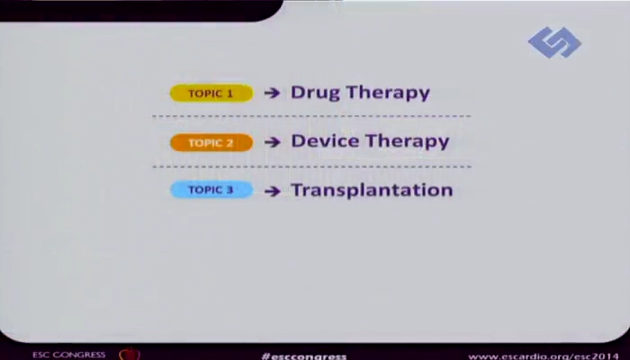 TOPIC 1 → Drug Therapy
TOPIC 2 → Device Therapy
TOPIC 3 → Transplantation
ESC CONGRESS #esccongress www.escardio.org/esc2014